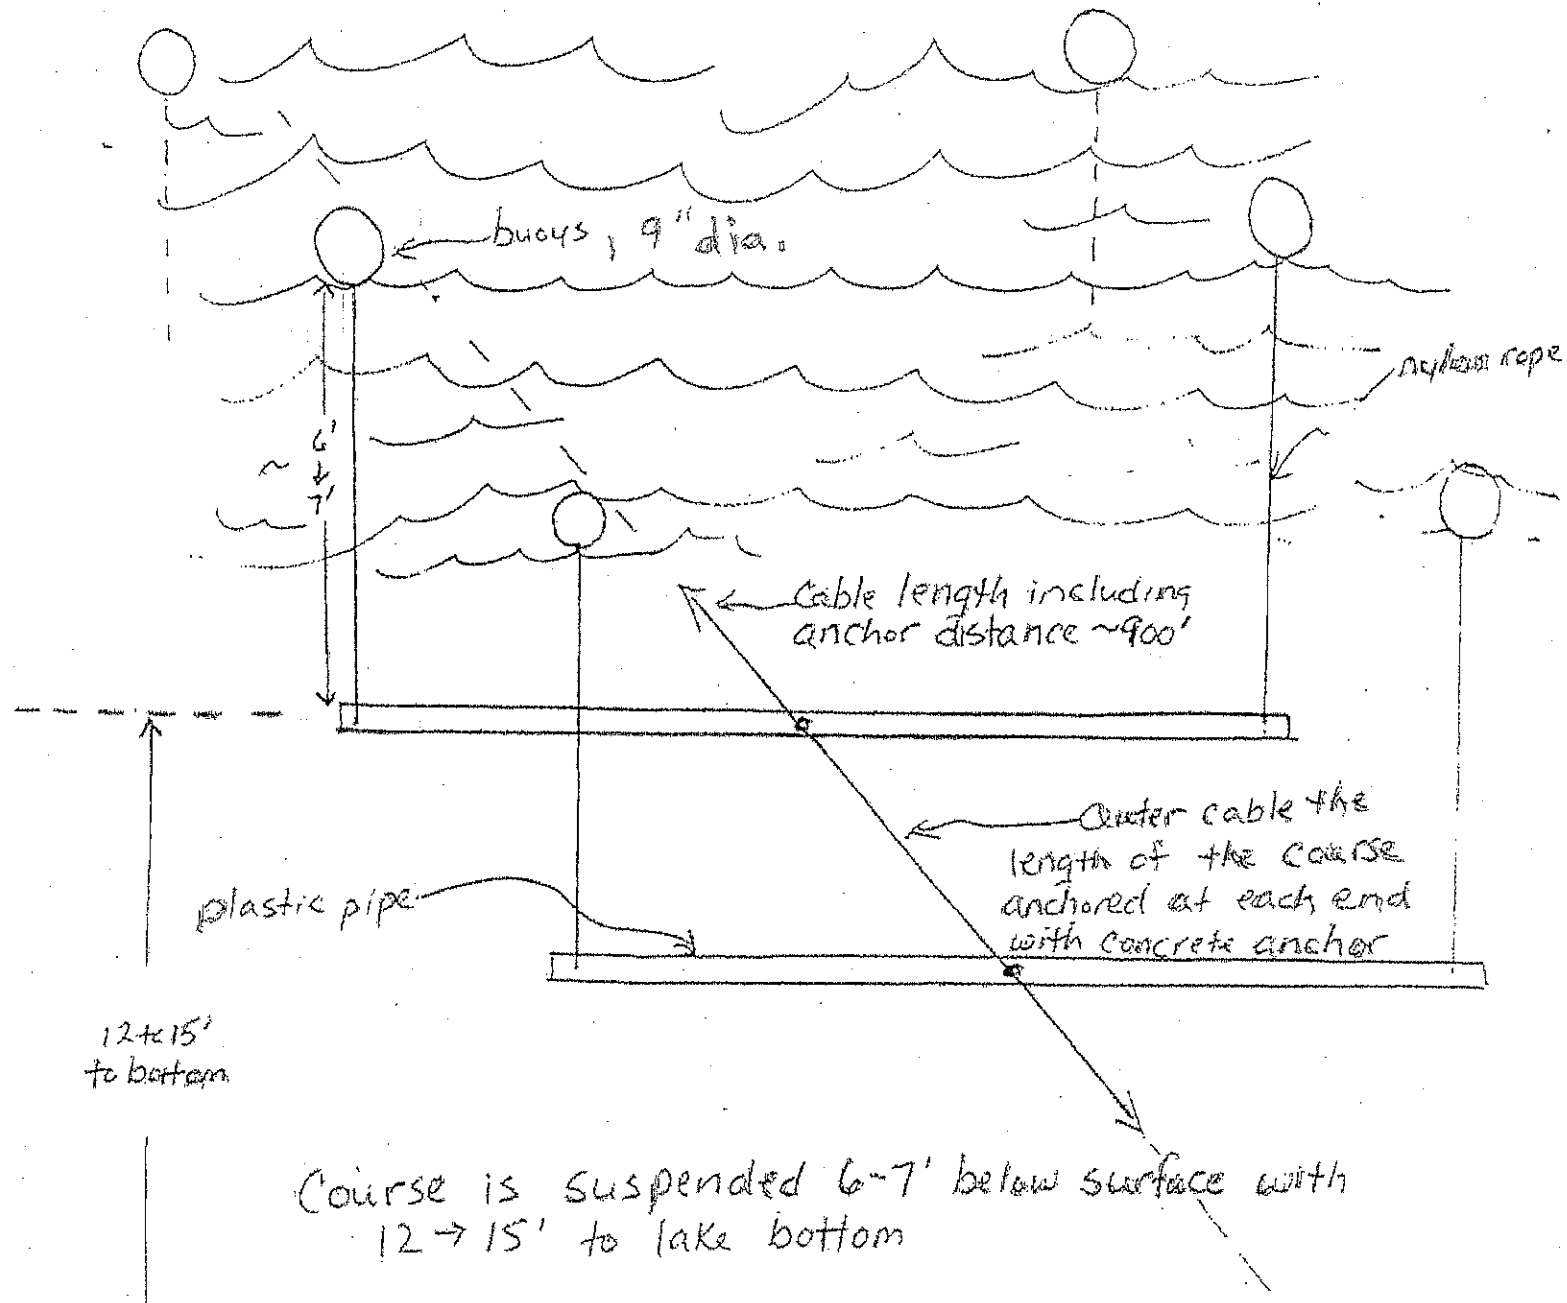 buoys, 9" dia.
nylon rope
~ 6'
↓
7'
Cable length including
anchor distance ~900'
Outer cable the
length of the course
anchored at each end
with concrete anchor
plastic pipe
12 to 15'
to bottom
Course is suspended 6-7' below surface with
12 → 15' to lake bottom